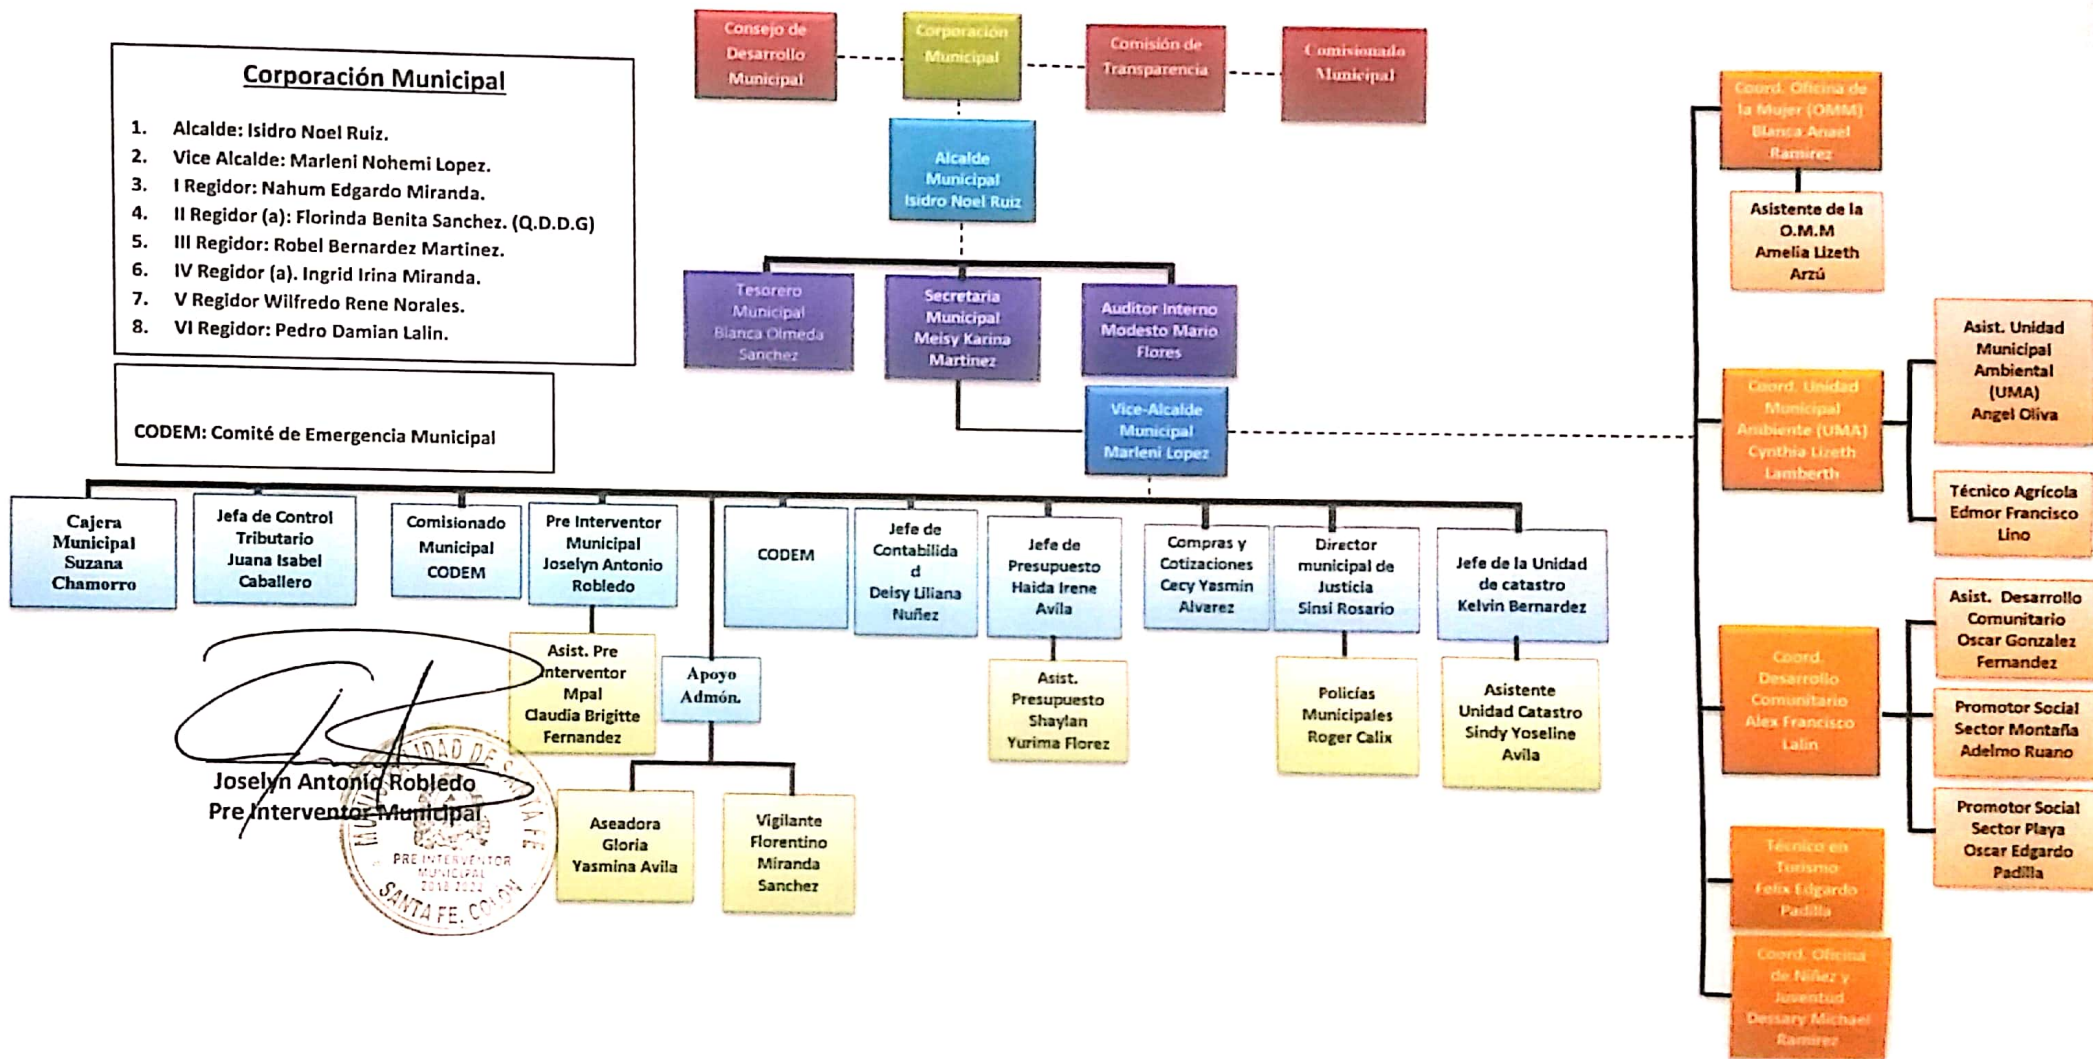 Consejo de
Desarrollo
Municipal
Corporación
Municipal
Comisión de
Transparencia
Comisionado
Municipal
Corporación Municipal
1. Alcalde: Isidro Noel Ruiz.
2. Vice Alcalde: Marleni Nohemi Lopez.
3. I Regidor: Nahum Edgardo Miranda.
4. II Regidor (a): Florinda Benita Sanchez. (Q.D.D.G)
5. III Regidor: Robel Bernardez Martinez.
6. IV Regidor (a). Ingrid Irina Miranda.
7. V Regidor Wilfredo Rene Norales.
8. VI Regidor: Pedro Damian Lalin.
CODEM: Comité de Emergencia Municipal
Alcalde
Municipal
Isidro Noel Ruiz
Tesorero
Municipal
Blanca Olmeda
Sanchez
Secretaria
Municipal
Meisy Karina
Martinez
Auditor Interno
Modesto Mario
Flores
Vice-Alcalde
Municipal
Marleni Lopez
Cajera
Municipal
Suzana
Chamorro
Jefa de Control
Tributario
Juana Isabel
Caballero
Comisionado
Municipal
CODEM
Pre Interventor
Municipal
Joselyn Antonio
Robledo
CODEM
Jefe de
Contabilida
d
Deisy Liliana
Nuñez
Jefe de
Presupuesto
Haida Irene
Avila
Compras y
Cotizaciones
Cecy Yasmin
Alvarez
Director
municipal de
Justicia
Sinsi Rosario
Jefe de la Unidad
de catastro
Kelvin Bernardez
Asist. Pre
Interventor
Mpal
Claudia Brigitte
Fernandez
Apoyo
Admón.
Asist.
Presupuesto
Shaylan
Yurima Florez
Policías
Municipales
Roger Calix
Asistente
Unidad Catastro
Sindy Yoseline
Avila
Aseadora
Gloria
Yasmina Avila
Vigilante
Florentino
Miranda
Sanchez
Joselyn Antonio Robledo
Pre Interventor Municipal
MUNICIPALIDAD DE SANTA FE
PRE INTERVENTOR
MUNICIPAL
SANTA FE, COLON
Coord. Oficina de
la Mujer (OMM)
Blanca Anael
Ramirez
Asistente de la
O.M.M
Amelia Lizeth
Arzú
Coord. Unidad
Municipal
Ambiente (UMA)
Cynthia Lizeth
Lamberth
Asist. Unidad
Municipal
Ambiental
(UMA)
Angel Oliva
Técnico Agrícola
Edmor Francisco
Lino
Coord.
Desarrollo
Comunitario
Alex Francisco
Lalin
Asist. Desarrollo
Comunitario
Oscar Gonzalez
Fernandez
Promotor Social
Sector Montaña
Adelmo Ruano
Promotor Social
Sector Playa
Oscar Edgardo
Padilla
Técnico en
Turismo
Felix Edgardo
Padilla
Coord. Oficina
de Niñez y
Juventud
Dessary Michael
Ramirez